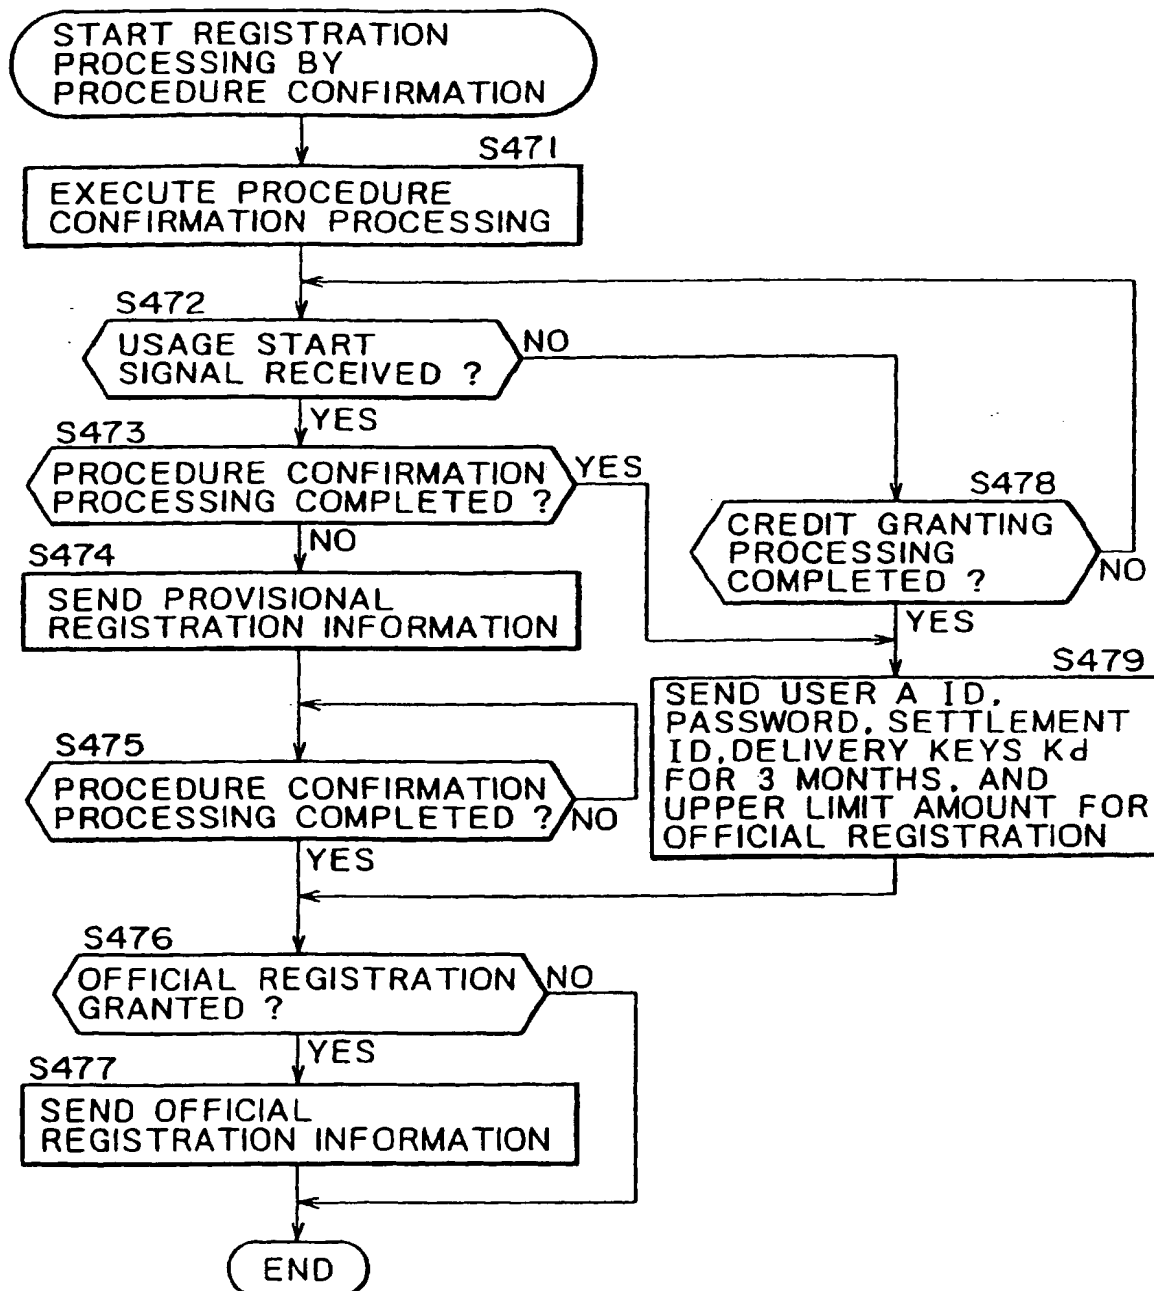 START REGISTRATION
PROCESSING BY
PROCEDURE CONFIRMATION
S471
EXECUTE PROCEDURE
CONFIRMATION PROCESSING
S472
USAGE START
SIGNAL RECEIVED ?
NO
YES
S473
PROCEDURE CONFIRMATION
PROCESSING COMPLETED ?
YES
NO
S478
CREDIT GRANTING
PROCESSING
COMPLETED ?
NO
YES
S474
SEND PROVISIONAL
REGISTRATION INFORMATION
S479
SEND USER A ID,
PASSWORD, SETTLEMENT
ID, DELIVERY KEYS Kd
FOR 3 MONTHS, AND
UPPER LIMIT AMOUNT FOR
OFFICIAL REGISTRATION
S475
PROCEDURE CONFIRMATION
PROCESSING COMPLETED ?
NO
YES
S476
OFFICIAL REGISTRATION
GRANTED ?
NO
YES
S477
SEND OFFICIAL
REGISTRATION INFORMATION
END